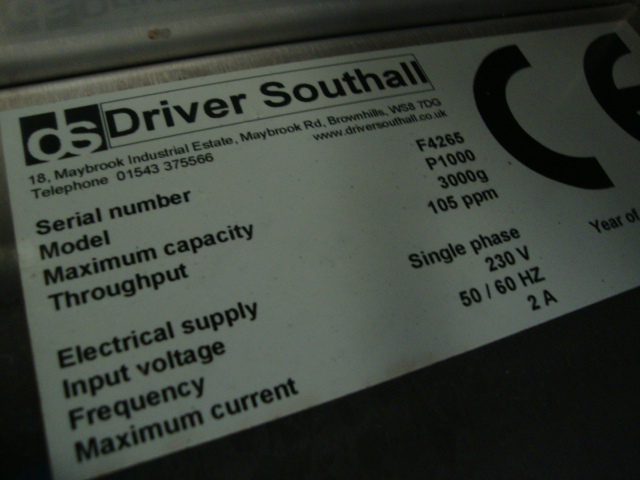 ds Driver Southall
18, Maybrook Industrial Estate, Maybrook Rd, Brownhills, WS8 7DG
Telephone 01543 375566 www.driversouthall.co.uk
Serial number F4265
Model P1000
Maximum capacity 3000g
Throughput 105 ppm
Electrical supply Single phase
Input voltage 230 V
Frequency 50 / 60 HZ
Maximum current 2 A
CE
Year of